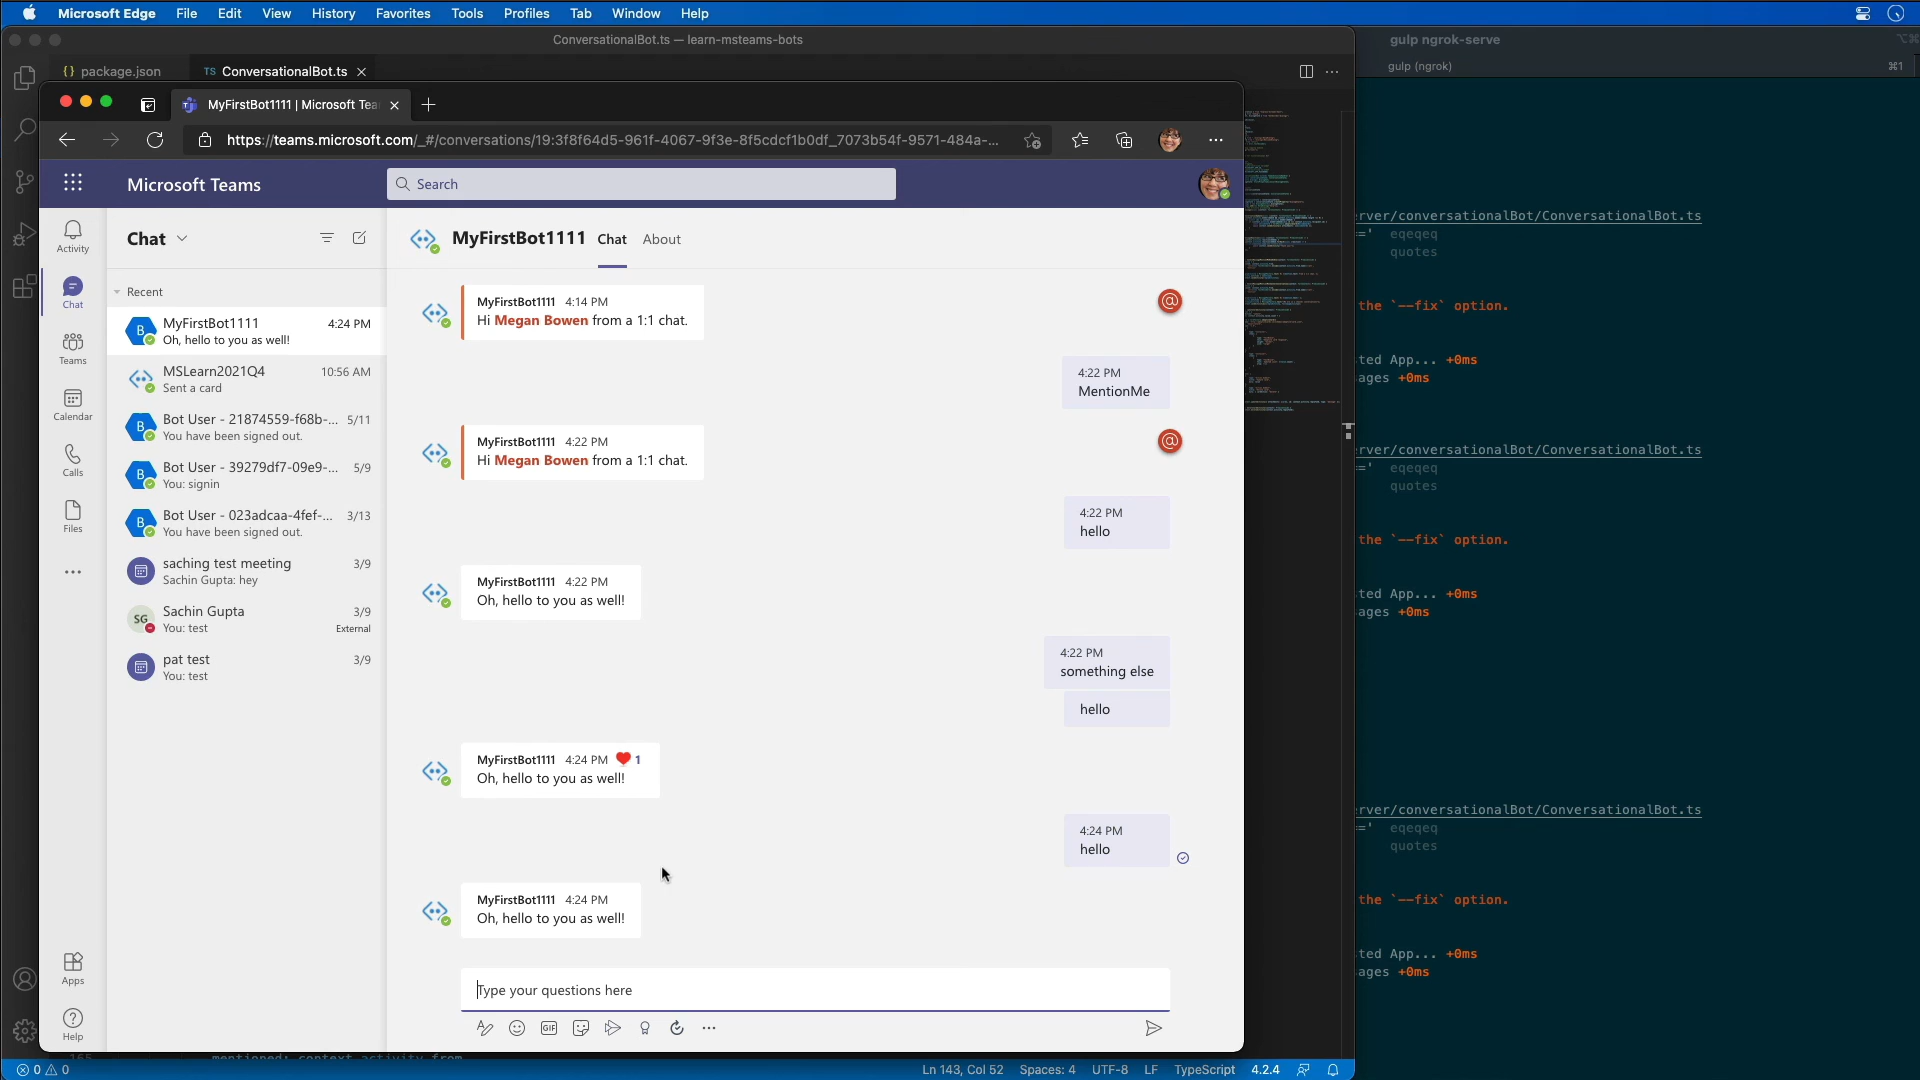 Microsoft Edge File Edit View History Favorites Tools Profiles Tab Window Help
ConversationalBot.ts — learn-msteams-bots
gulp ngrok-serve
{} package.json
TS ConversationalBot.ts
gulp (ngrok)
⌘1
MyFirstBot1111 | Microsoft Tea
https://teams.microsoft.com/_#/conversations/19:3f8f64d5-961f-4067-9f3e-8f5cdcf1b0df_7073b54f-9571-484a-...
Microsoft Teams
Search
Activity
Chat
Teams
Calendar
Calls
Files
Apps
Help
Chat
Recent
MyFirstBot1111 4:24 PM
Oh, hello to you as well!
MSLearn2021Q4 10:56 AM
Sent a card
Bot User - 21874559-f68b-... 5/11
You have been signed out.
Bot User - 39279df7-09e9-... 5/9
You: signin
Bot User - 023adcaa-4fef-... 3/13
You have been signed out.
saching test meeting 3/9
Sachin Gupta: hey
SG
Sachin Gupta 3/9
You: test External
pat test 3/9
You: test
MyFirstBot1111 Chat About
MyFirstBot1111 4:14 PM
Hi Megan Bowen from a 1:1 chat.
4:22 PM
MentionMe
MyFirstBot1111 4:22 PM
Hi Megan Bowen from a 1:1 chat.
4:22 PM
hello
MyFirstBot1111 4:22 PM
Oh, hello to you as well!
4:22 PM
something else
hello
MyFirstBot1111 4:24 PM ❤️ 1
Oh, hello to you as well!
4:24 PM
hello
MyFirstBot1111 4:24 PM
Oh, hello to you as well!
Type your questions here
GIF
rver/conversationalBot/ConversationalBot.ts
==' eqeqeq
quotes
the `--fix` option.
ted App... +0ms
ages +0ms
rver/conversationalBot/ConversationalBot.ts
==' eqeqeq
quotes
the `--fix` option.
ted App... +0ms
ages +0ms
rver/conversationalBot/ConversationalBot.ts
==' eqeqeq
quotes
the `--fix` option.
ted App... +0ms
ages +0ms
165 mentioned: context.activity.from
0 0
Ln 143, Col 52 Spaces: 4 UTF-8 LF TypeScript 4.2.4